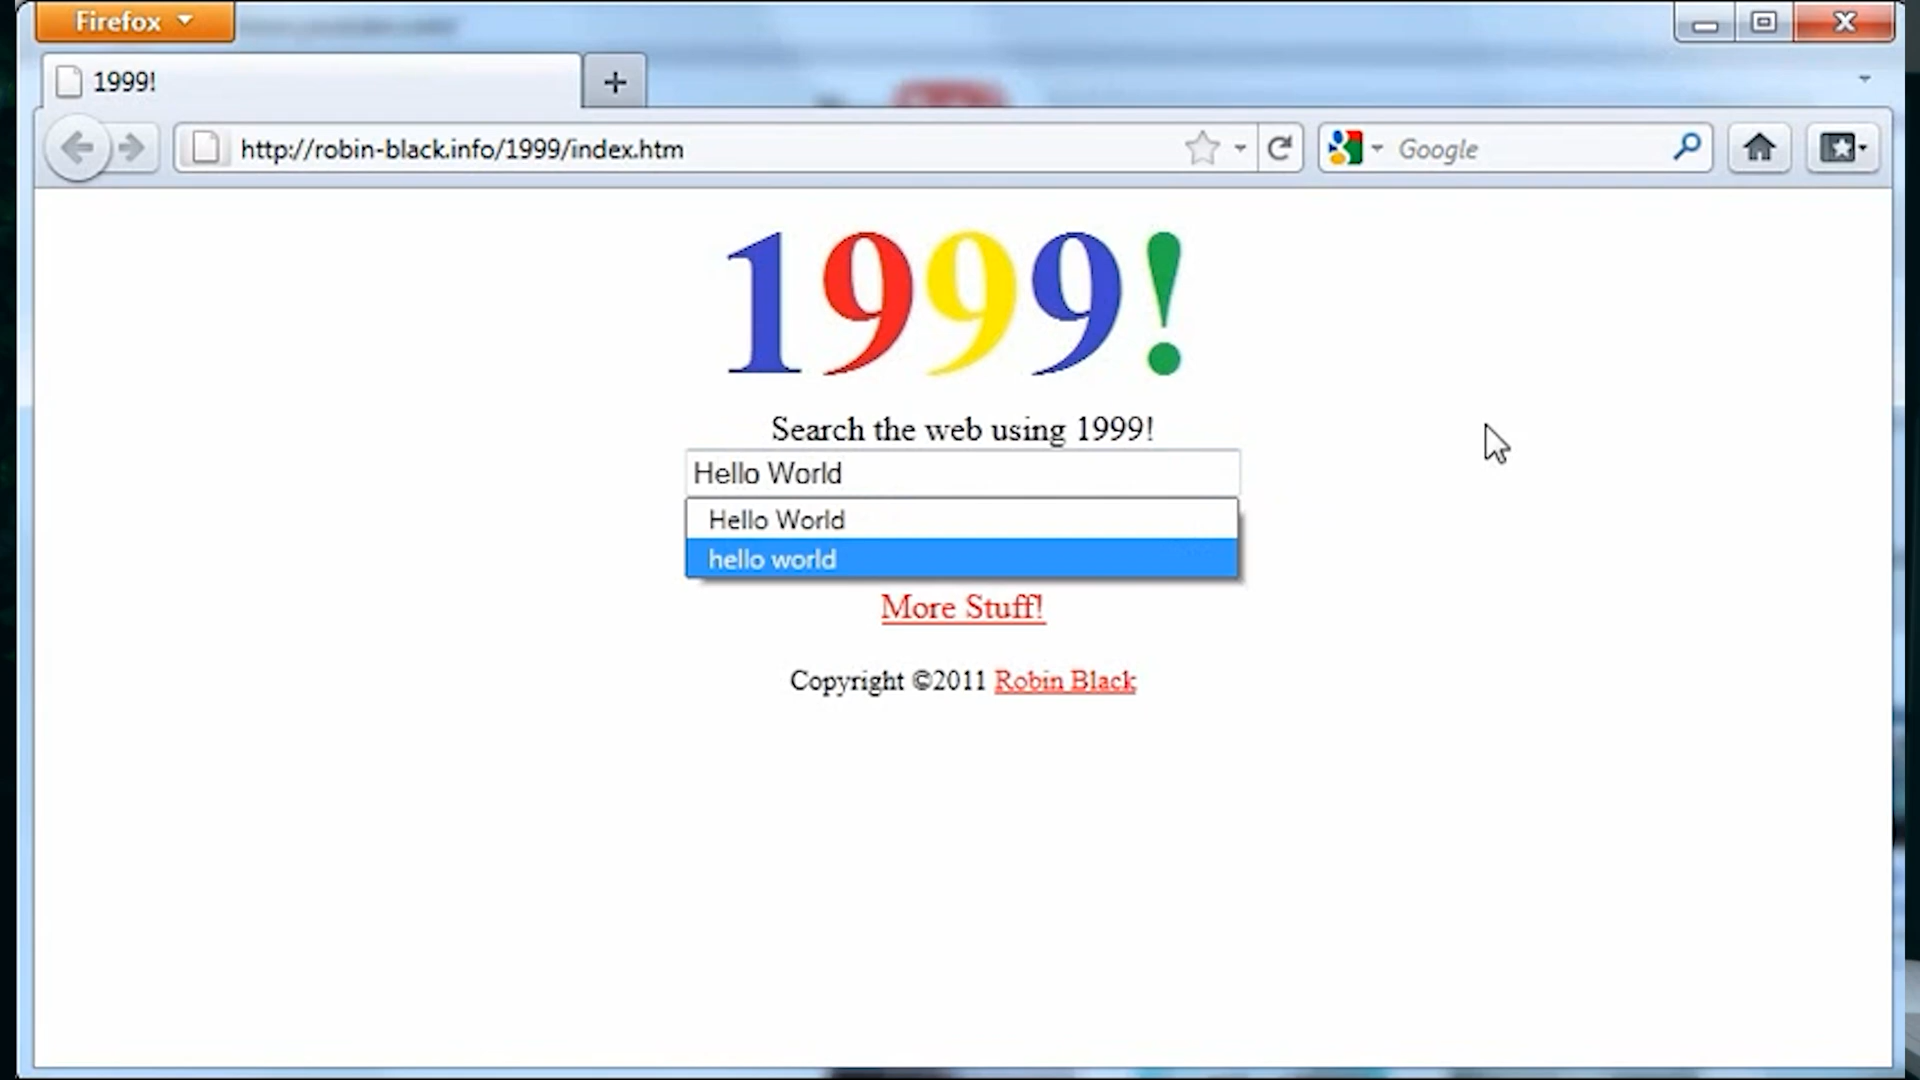 Firefox
1999!
http://robin-black.info/1999/index.htm
Google
1999!
Search the web using 1999!
Hello World
Hello World
hello world
More Stuff!
Copyright ©2011 Robin Black